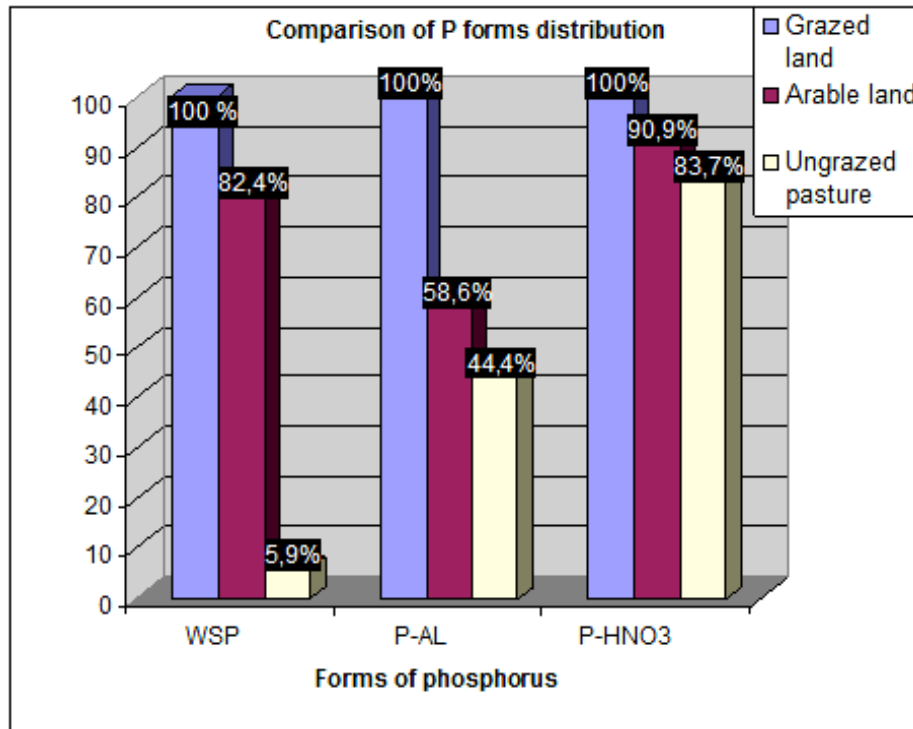 Comparison of P forms distribution
Grazed
land
Arable land
Ungrazed
pasture
100
90
80
70
60
50
40
30
20
10
0
100 %
82,4%
5,9%
100%
58,6%
44,4%
100%
90,9%
83,7%
WSP
P-AL
P-HNO3
Forms of phosphorus